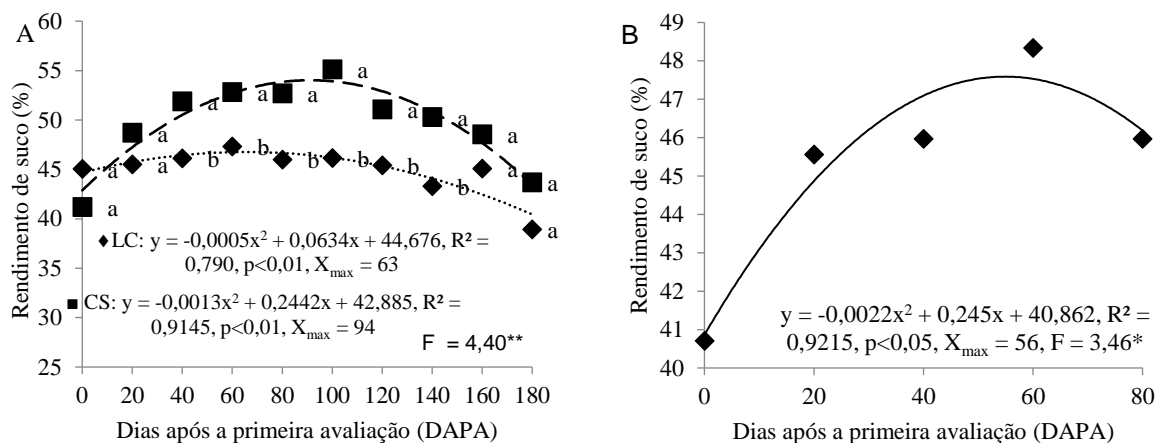 A
Rendimento de suco (%)
60
55
50
45
40
35
30
25
a a a a a a a a a a
a a b b b b b b a a
◆LC: y = -0,0005x² + 0,0634x + 44,676, R² =
0,790, p<0,01, Xmax = 63
■ CS: y = -0,0013x² + 0,2442x + 42,885, R² =
0,9145, p<0,01, Xmax = 94
F = 4,40**
0 20 40 60 80 100 120 140 160 180
Dias após a primeira avaliação (DAPA)
B
Rendimento de suco (%)
49
48
47
46
45
44
43
42
41
40
y = -0,0022x² + 0,245x + 40,862, R² =
0,9215, p<0,05, Xmax = 56, F = 3,46*
0 20 40 60 80
Dias após a primeira avaliação (DAPA)